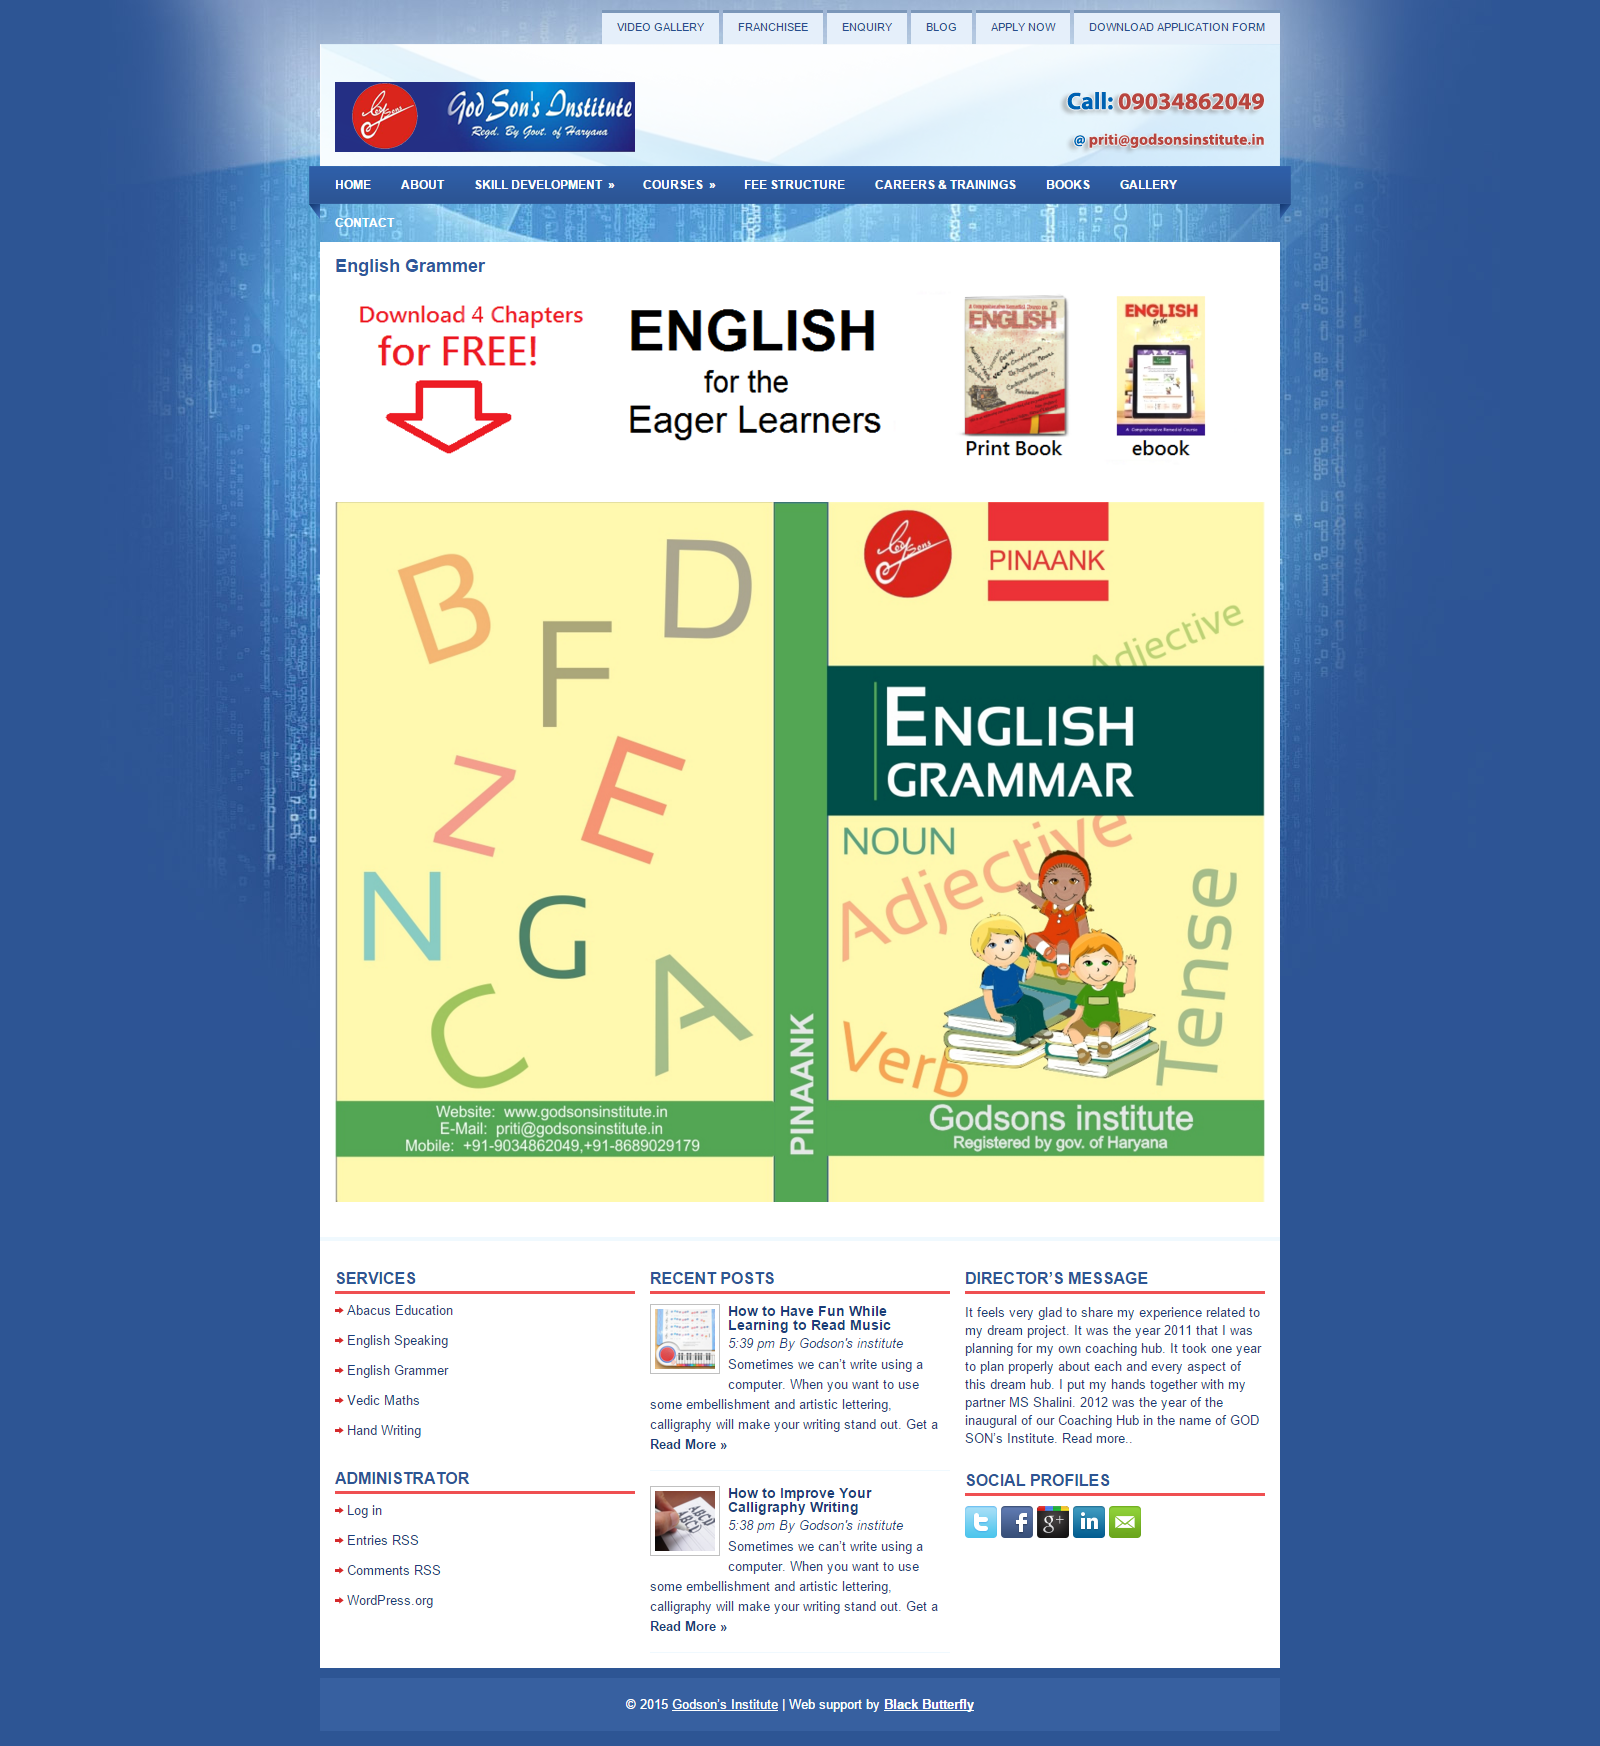 VIDEO GALLERY FRANCHISEE ENQUIRY BLOG APPLY NOW DOWNLOAD APPLICATION FORM
God Son's Institute
Regd. By Govt. of Haryana
Call: 09034862049
@ priti@godsonsinstitute.in
HOME ABOUT SKILL DEVELOPMENT » COURSES » FEE STRUCTURE CAREERS & TRAININGS BOOKS GALLERY
CONTACT
English Grammer
Download 4 Chapters
for FREE!
ENGLISH
for the
Eager Learners
ENGLISH
Print Book
ENGLISH
for the
ebook
B
D
F
Z
E
N
G
C
A
Website: www.godsonsinstitute.in
E-Mail: priti@godsonsinstitute.in
Mobile: +91-9034862049,+91-8689029179
PINAANK
PINAANK
Adjective
ENGLISH
GRAMMAR
NOUN
Adjective
Tense
Verb
Godsons institute
Registered by gov. of Haryana
SERVICES
Abacus Education
English Speaking
English Grammer
Vedic Maths
Hand Writing
ADMINISTRATOR
Log in
Entries RSS
Comments RSS
WordPress.org
RECENT POSTS
How to Have Fun While
Learning to Read Music
5:39 pm By Godson's institute
Sometimes we can't write using a
computer. When you want to use
some embellishment and artistic lettering,
calligraphy will make your writing stand out. Get a
Read More »
How to Improve Your
Calligraphy Writing
5:38 pm By Godson's institute
Sometimes we can't write using a
computer. When you want to use
some embellishment and artistic lettering,
calligraphy will make your writing stand out. Get a
Read More »
DIRECTOR'S MESSAGE
It feels very glad to share my experience related to
my dream project. It was the year 2011 that I was
planning for my own coaching hub. It took one year
to plan properly about each and every aspect of
this dream hub. I put my hands together with my
partner MS Shalini. 2012 was the year of the
inaugural of our Coaching Hub in the name of GOD
SON's Institute. Read more..
SOCIAL PROFILES
© 2015 Godson's Institute | Web support by Black Butterfly